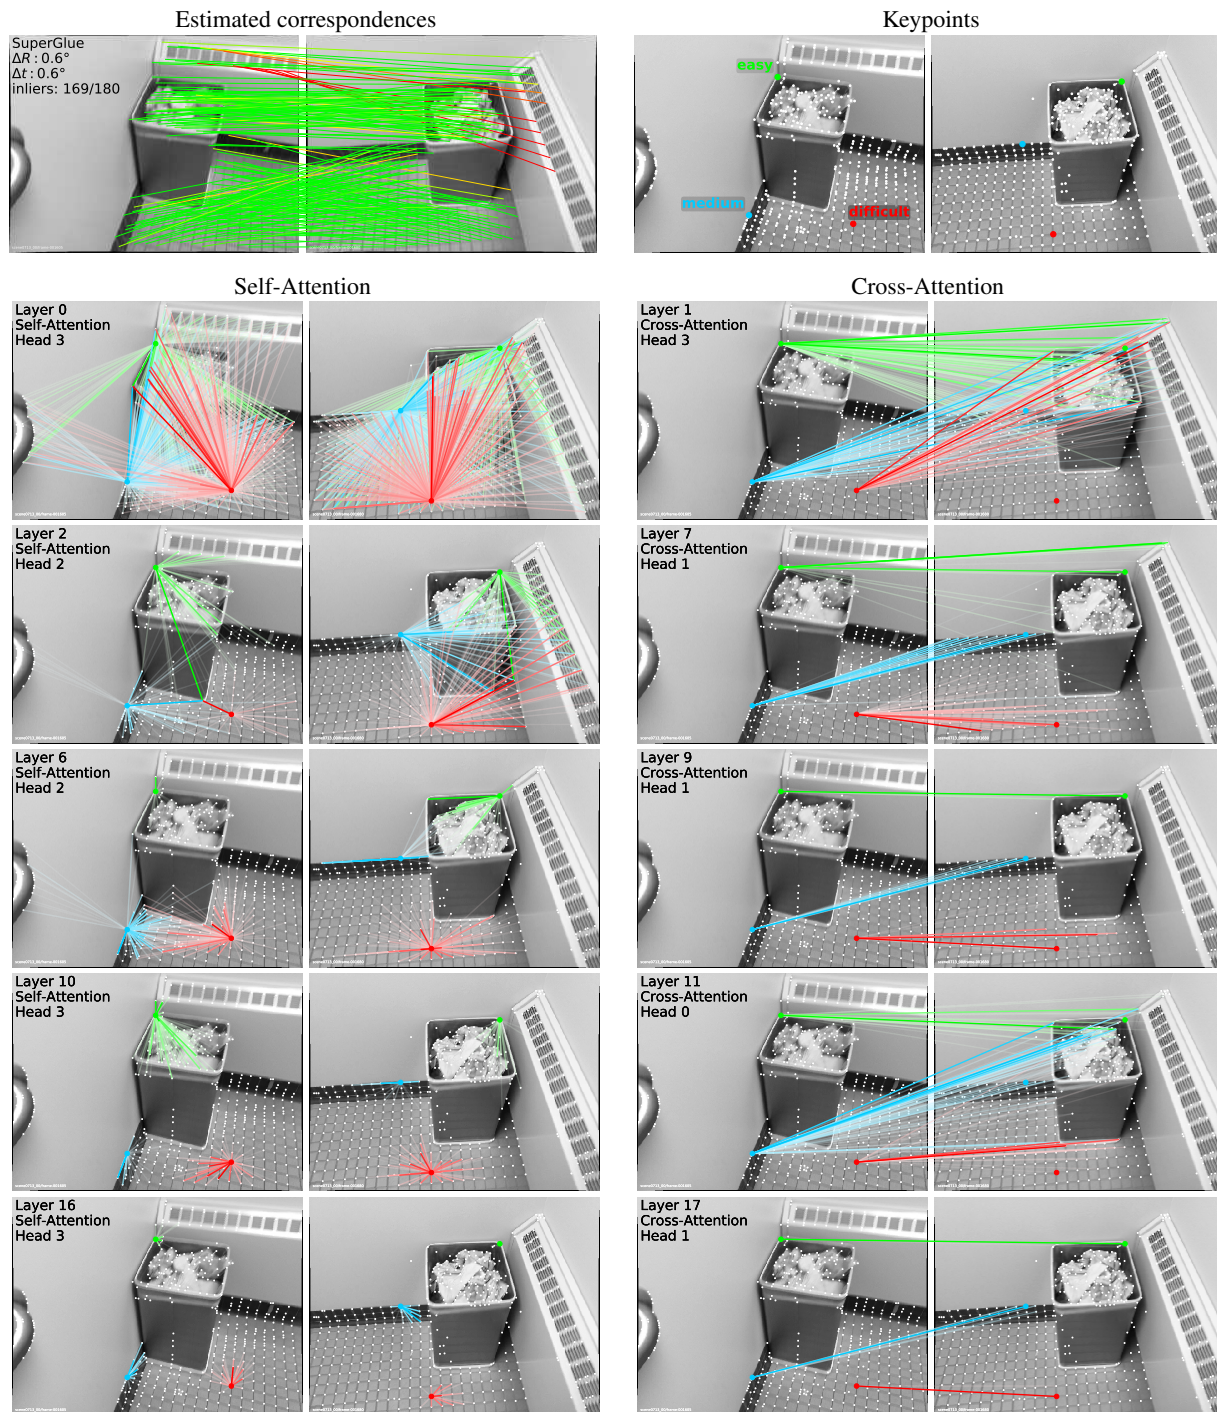 Estimated correspondences
SuperGlue
ΔR : 0.6°
Δt : 0.6°
inliers: 169/180
Keypoints
easy
medium
difficult
Self-Attention
Cross-Attention
Layer 0
Self-Attention
Head 3
Layer 1
Cross-Attention
Head 3
Layer 2
Self-Attention
Head 2
Layer 7
Cross-Attention
Head 1
Layer 6
Self-Attention
Head 2
Layer 9
Cross-Attention
Head 1
Layer 10
Self-Attention
Head 3
Layer 11
Cross-Attention
Head 0
Layer 16
Self-Attention
Head 3
Layer 17
Cross-Attention
Head 1